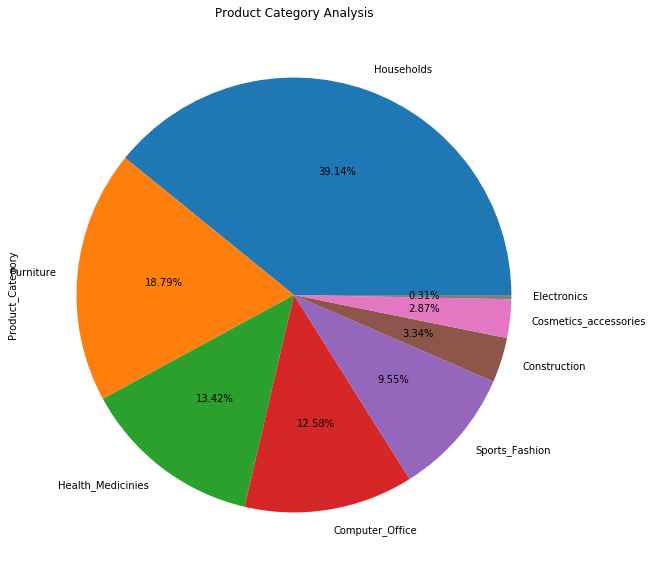 Product Category Analysis
Households
39.14%
Furniture
18.79%
Product_Category
0.31%
Electronics
2.87%
Cosmetics_accessories
3.34%
Construction
9.55%
13.42%
12.58%
Sports_Fashion
Health_Medicinies
Computer_Office